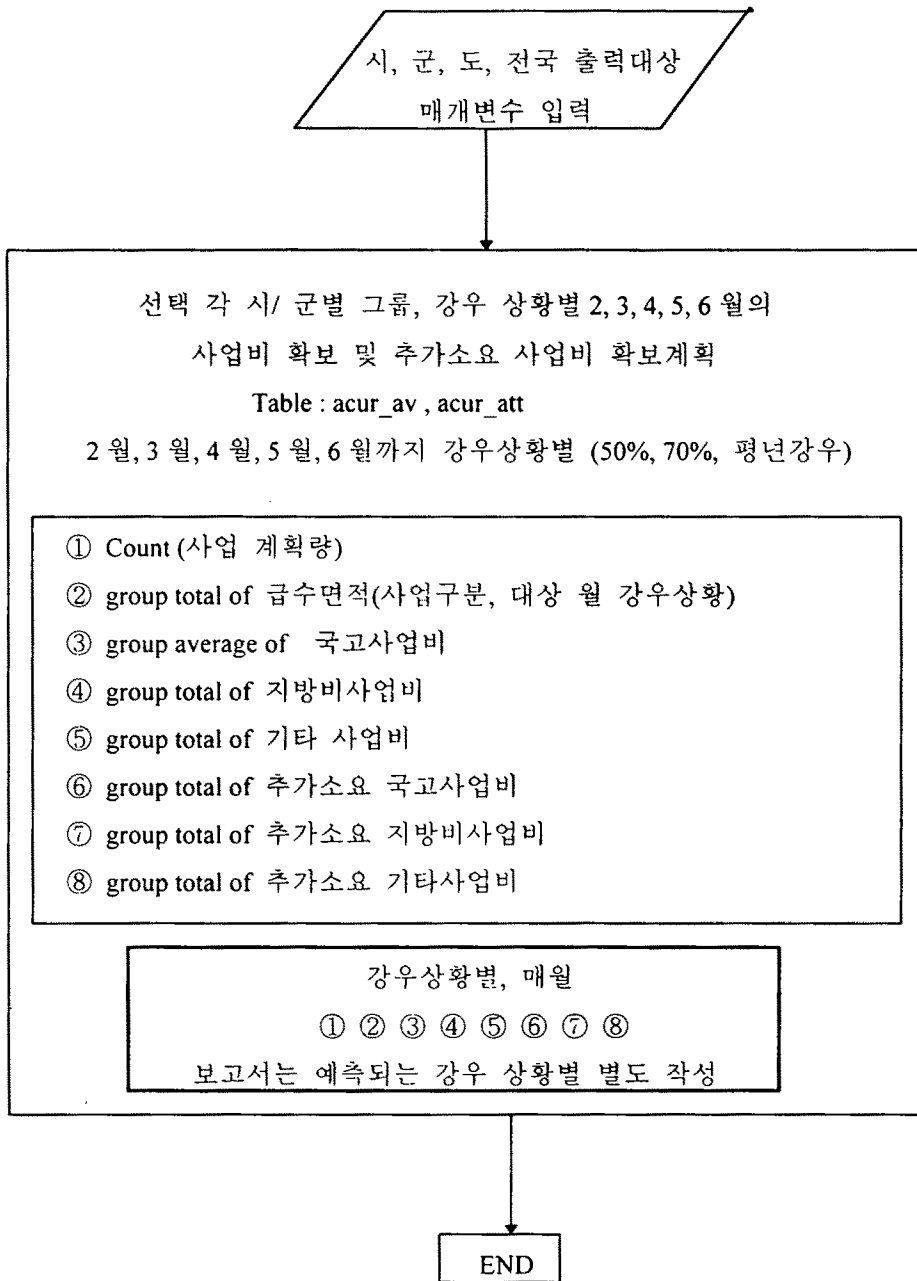 시, 군, 도, 전국 출력대상
매개변수 입력
선택 각 시/ 군별 그룹, 강우 상황별 2, 3, 4, 5, 6 월의
사업비 확보 및 추가소요 사업비 확보계획
Table : acur_av , acur_att
2 월, 3 월, 4 월, 5 월, 6 월까지 강우상황별 (50%, 70%, 평년강우)
① Count (사업 계획량)
② group total of 급수면적(사업구분, 대상 월 강우상황)
③ group average of 국고사업비
④ group total of 지방비사업비
⑤ group total of 기타 사업비
⑥ group total of 추가소요 국고사업비
⑦ group total of 추가소요 지방비사업비
⑧ group total of 추가소요 기타사업비
강우상황별, 매월
① ② ③ ④ ⑤ ⑥ ⑦ ⑧
보고서는 예측되는 강우 상황별 별도 작성
END